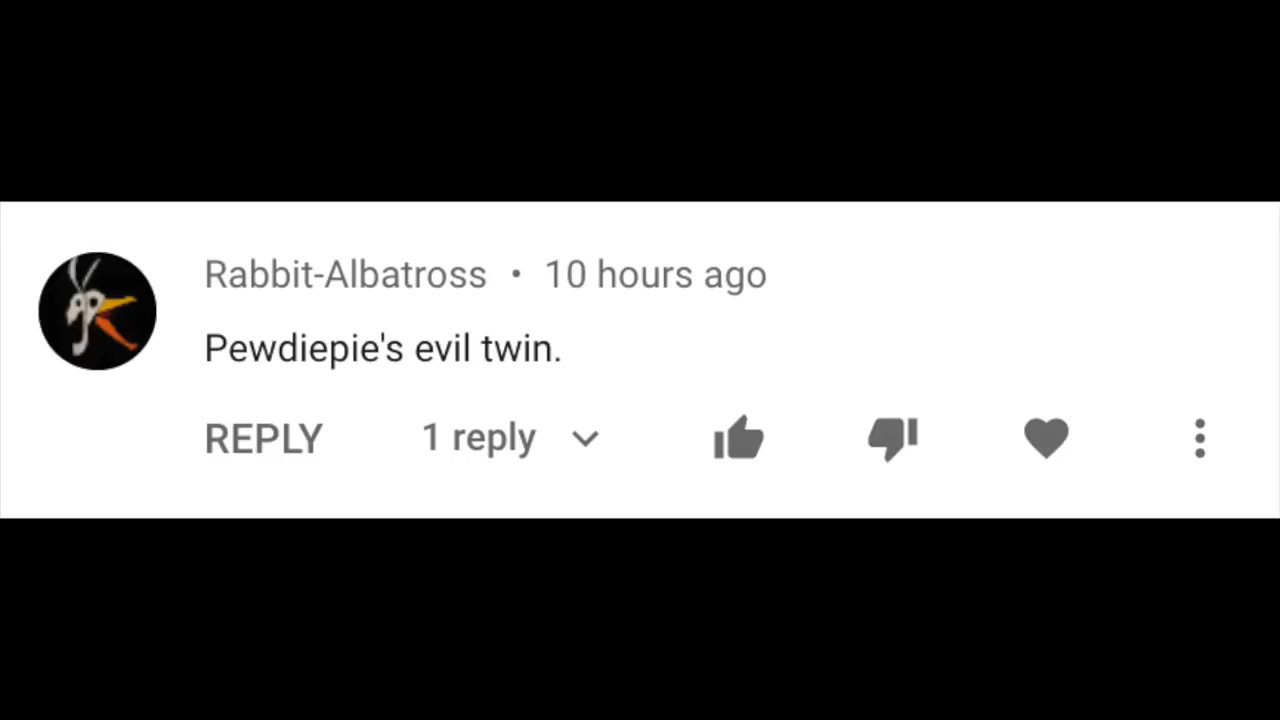 Rabbit-Albatross • 10 hours ago
Pewdiepie's evil twin.
REPLY 1 reply